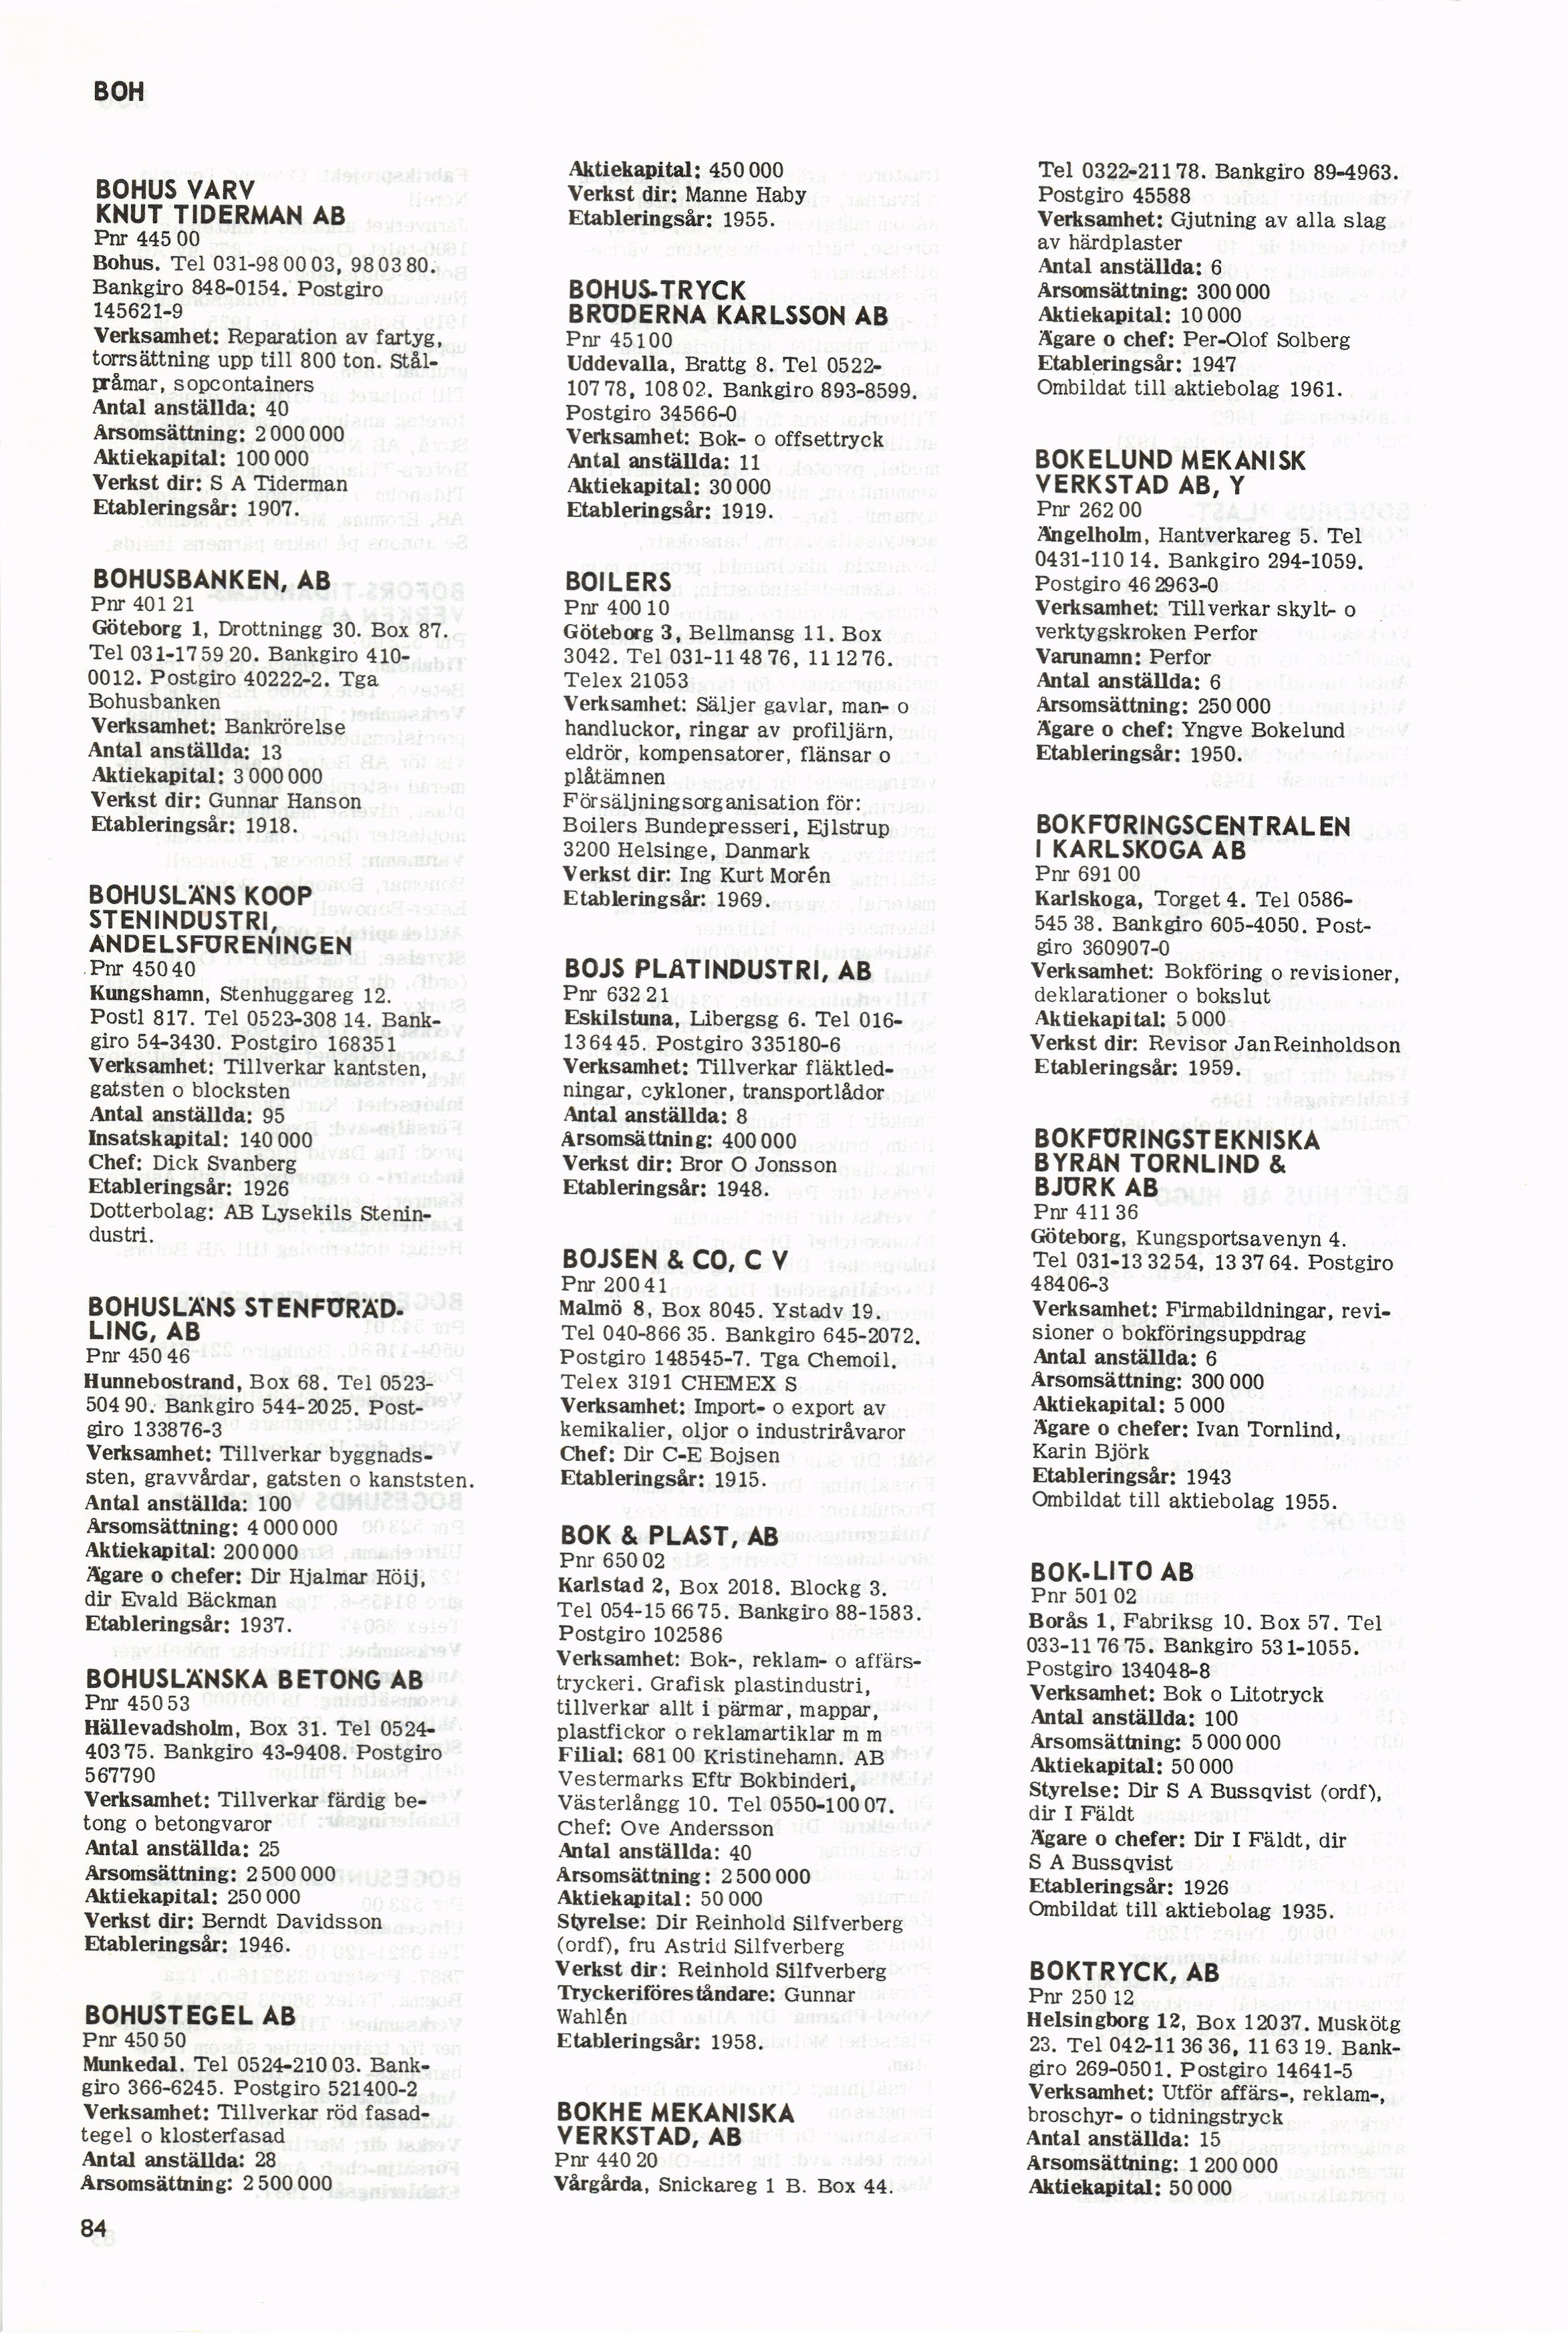 BOH
BOHUS VARV
KNUT TIDERMAN AB
Pnr 445 00
Bohus. Tel 031-98 00 03, 98 03 80.
Bankgiro 848-0154. Postgiro
145621-9
Verksamhet: Reparation av fartyg,
torrsättning upp till 800 ton. Stål-
pråmar, sopcontainers
Antal anställda: 40
Årsomsättning: 2 000 000
Aktiekapital: 100 000
Verkst dir: S A Tiderman
Etableringsår: 1907.
BOHUSBANKEN, AB
Pnr 401 21
Göteborg 1, Drottningg 30. Box 87.
Tel 031-17 59 20. Bankgiro 410-
0012. Postgiro 40222-2. Tga
Bohusbanken
Verksamhet: Bankrörelse
Antal anställda: 13
Aktiekapital: 3 000 000
Verkst dir: Gunnar Hanson
Etableringsår: 1918.
BOHUSLÄNS KOOP
STENINDUSTRI,
ANDELSFÖRENINGEN
Pnr 450 40
Kungshamn, Stenhuggareg 12.
Postl 817. Tel 0523-308 14. Bank-
giro 54-3430. Postgiro 168351
Verksamhet: Tillverkar kantsten,
gatsten o blocksten
Antal anställda: 95
Insatskapital: 140 000
Chef: Dick Svanberg
Etableringsår: 1926
Dotterbolag: AB Lysekils Stenin-
dustri.
BOHUSLÄNS STENFÖRÄD-
LING, AB
Pnr 450 46
Hunnebostrand, Box 68. Tel 0523-
504 90. Bankgiro 544-2025. Post-
giro 133876-3
Verksamhet: Tillverkar byggnads-
sten, gravvårdar, gatsten o kanststen.
Antal anställda: 100
Årsomsättning: 4 000 000
Aktiekapital: 200 000
Ägare o chefer: Dir Hjalmar Höij,
dir Evald Bäckman
Etableringsår: 1937.
BOHUSLÄNSKA BETONG AB
Pnr 450 53
Hällevadsholm, Box 31. Tel 0524-
403 75. Bankgiro 43-9408. Postgiro
567790
Verksamhet: Tillverkar färdig be-
tong o betongvaror
Antal anställda: 25
Årsomsättning: 2 500 000
Aktiekapital: 250 000
Verkst dir: Berndt Davidsson
Etableringsår: 1946.
BOHUSTEGEL AB
Pnr 450 50
Munkedal. Tel 0524-210 03. Bank-
giro 366-6245. Postgiro 521400-2
Verksamhet: Tillverkar röd fasad-
tegel o klosterfasad
Antal anställda: 28
Årsomsättning: 2 500 000
Aktiekapital: 450 000
Verkst dir: Manne Haby
Etableringsår: 1955.
BOHUS-TRYCK
BRÖDERNA KARLSSON AB
Pnr 451 00
Uddevalla, Brattg 8. Tel 0522-
107 78, 108 02. Bankgiro 893-8599.
Postgiro 34566-0
Verksamhet: Bok- o offsettryck
Antal anställda: 11
Aktiekapital: 30 000
Etableringsår: 1919.
BOILERS
Pnr 400 10
Göteborg 3, Bellmansg 11. Box
3042. Tel 031-11 48 76, 11 12 76.
Telex 21053
Verksamhet: Säljer gavlar, man- o
handluckor, ringar av profiljärn,
eldrör, kompensatorer, flänsar o
plåtämnen
Försäljningsorganisation för:
Boilers Bundepresseri, Ejlstrup
3200 Helsinge, Danmark
Verkst dir: Ing Kurt Morén
Etableringsår: 1969.
BOJS PLÅTINDUSTRI, AB
Pnr 632 21
Eskilstuna, Libergsg 6. Tel 016-
13 64 45. Postgiro 335180-6
Verksamhet: Tillverkar fläktled-
ningar, cykloner, transportlådor
Antal anställda: 8
Årsomsättning: 400 000
Verkst dir: Bror O Jonsson
Etableringsår: 1948.
BOJSEN & CO, C V
Pnr 200 41
Malmö 8, Box 8045. Ystadv 19.
Tel 040-866 35. Bankgiro 645-2072.
Postgiro 148545-7. Tga Chemoil.
Telex 3191 CHEMEX S
Verksamhet: Import- o export av
kemikalier, oljor o industriråvaror
Chef: Dir C-E Bojsen
Etableringsår: 1915.
BOK & PLAST, AB
Pnr 650 02
Karlstad 2, Box 2018. Blockg 3.
Tel 054-15 66 75. Bankgiro 88-1583.
Postgiro 102586
Verksamhet: Bok-, reklam- o affärs-
tryckeri. Grafisk plastindustri,
tillverkar allt i pärmar, mappar,
plastfickor o reklamartiklar m m
Filial: 681 00 Kristinehamn. AB
Vestermarks Eftr Bokbinderi,
Västerlångg 10. Tel 0550-100 07.
Chef: Ove Andersson
Antal anställda: 40
Årsomsättning: 2 500 000
Aktiekapital: 50 000
Styrelse: Dir Reinhold Silfverberg
(ordf), fru Astrid Silfverberg
Verkst dir: Reinhold Silfverberg
Tryckeriföreståndare: Gunnar
Wahlén
Etableringsår: 1958.
BOKHE MEKANISKA
VERKSTAD, AB
Pnr 440 20
Vårgårda, Snickareg 1 B. Box 44.
Tel 0322-211 78. Bankgiro 89-4963.
Postgiro 45588
Verksamhet: Gjutning av alla slag
av härdplaster
Antal anställda: 6
Årsomsättning: 300 000
Aktiekapital: 10 000
Ägare o chef: Per-Olof Solberg
Etableringsår: 1947
Ombildat till aktiebolag 1961.
BOKELUND MEKANISK
VERKSTAD AB, Y
Pnr 262 00
Ängelholm, Hantverkareg 5. Tel
0431-110 14. Bankgiro 294-1059.
Postgiro 46 2963-0
Verksamhet: Tillverkar skylt- o
verktygskroken Perfor
Varunamn: Perfor
Antal anställda: 6
Årsomsättning: 250 000
Ägare o chef: Yngve Bokelund
Etableringsår: 1950.
BOKFÖRINGSCENTRALEN
I KARLSKOGA AB
Pnr 691 00
Karlskoga, Torget 4. Tel 0586-
545 38. Bankgiro 605-4050. Post-
giro 360907-0
Verksamhet: Bokföring o revisioner,
deklarationer o bokslut
Aktiekapital: 5 000
Verkst dir: Revisor Jan Reinholdson
Etableringsår: 1959.
BOKFÖRINGSTEKNISKA
BYRÅN TORNLIND &
BJÖRK AB
Pnr 411 36
Göteborg, Kungsportsavenyn 4.
Tel 031-13 32 54, 13 37 64. Postgiro
48406-3
Verksamhet: Firmabildningar, revi-
sioner o bokföringsuppdrag
Antal anställda: 6
Årsomsättning: 300 000
Aktiekapital: 5 000
Ägare o chefer: Ivan Tornlind,
Karin Björk
Etableringsår: 1943
Ombildat till aktiebolag 1955.
BOK-LITO AB
Pnr 501 02
Borås 1, Fabriksg 10. Box 57. Tel
033-11 76 75. Bankgiro 531-1055.
Postgiro 134048-8
Verksamhet: Bok o Litotryck
Antal anställda: 100
Årsomsättning: 5 000 000
Aktiekapital: 50 000
Styrelse: Dir S A Bussqvist (ordf),
dir I Fäldt
Ägare o chefer: Dir I Fäldt, dir
S A Bussqvist
Etableringsår: 1926
Ombildat till aktiebolag 1935.
BOKTRYCK, AB
Pnr 250 12
Helsingborg 12, Box 12037. Muskötg
23. Tel 042-11 36 36, 11 63 19. Bank-
giro 269-0501. Postgiro 14641-5
Verksamhet: Utför affärs-, reklam-,
broschyr- o tidningstryck
Antal anställda: 15
Årsomsättning: 1 200 000
Aktiekapital: 50 000
84